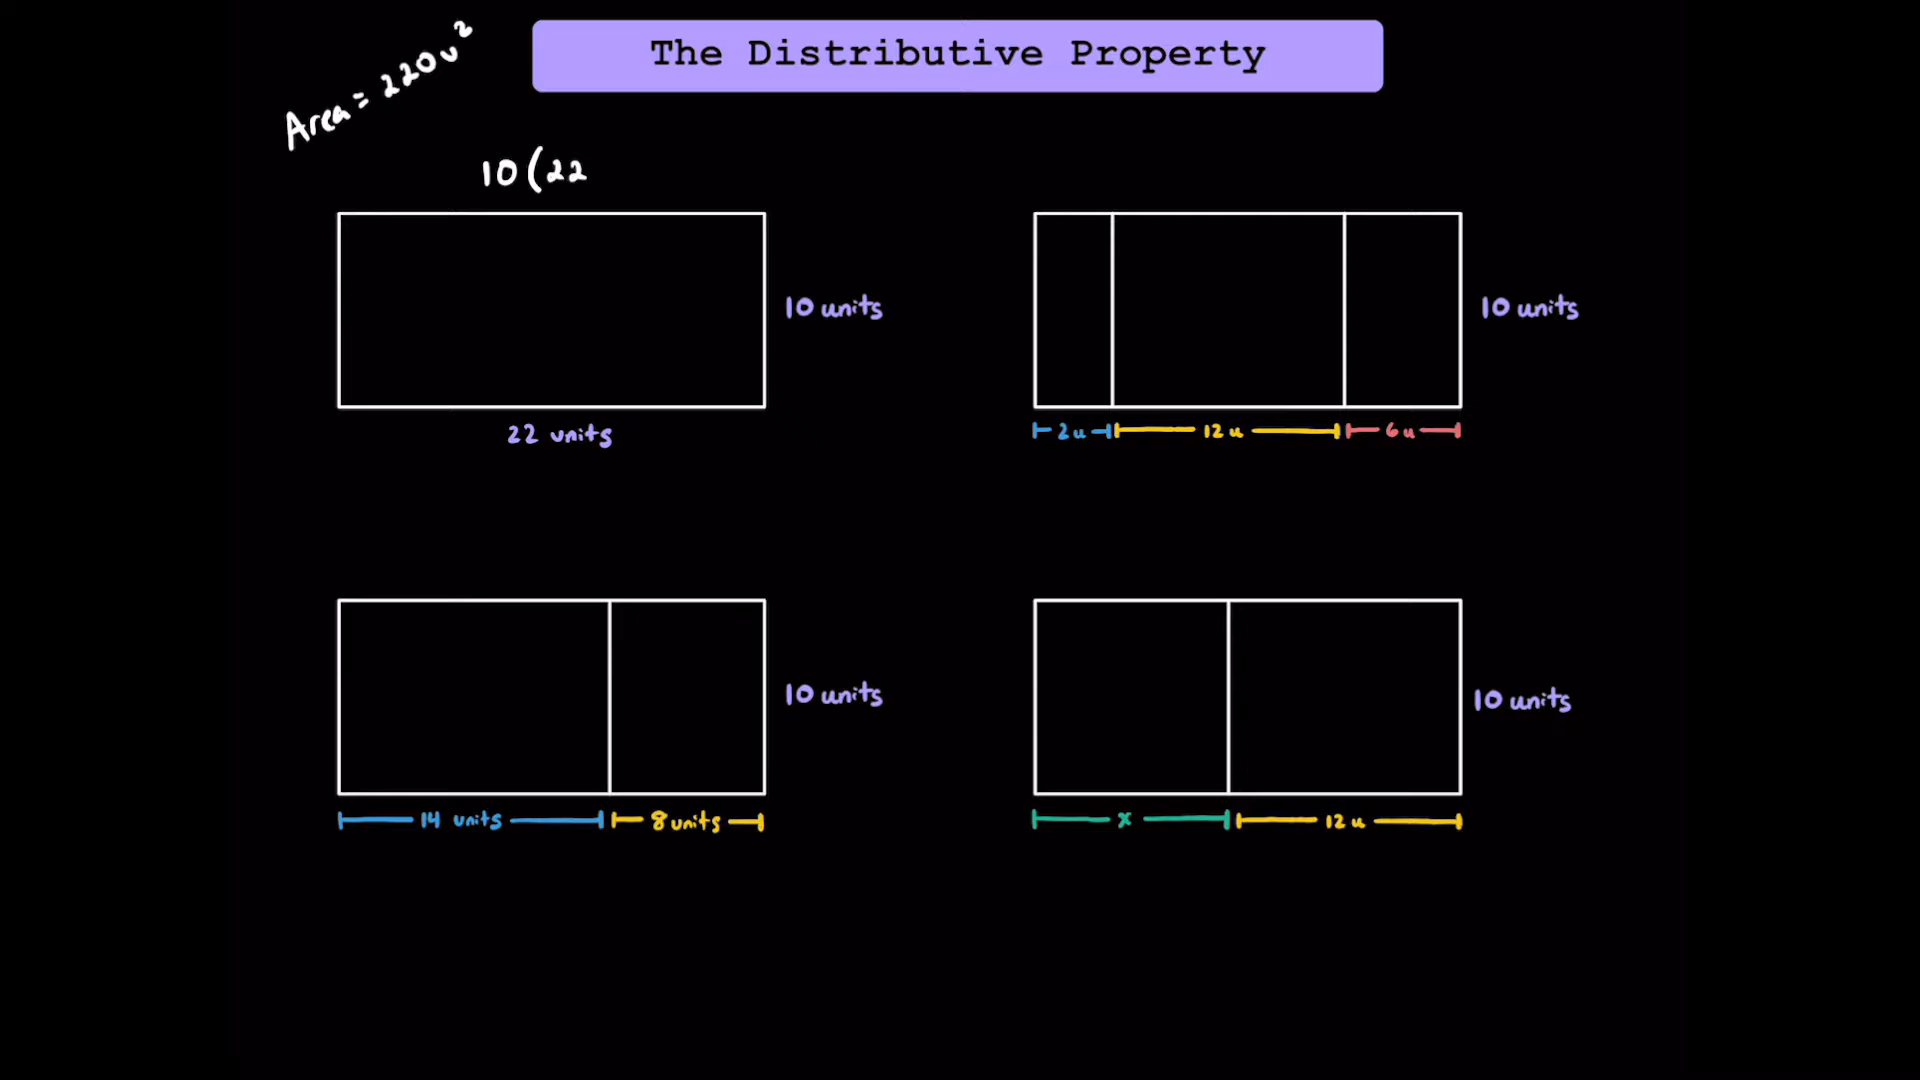 The Distributive Property
Area = 220u²
10(22
10 units
22 units
10 units
2u 12u 6u
10 units
14 units 8 units
10 units
x 12u